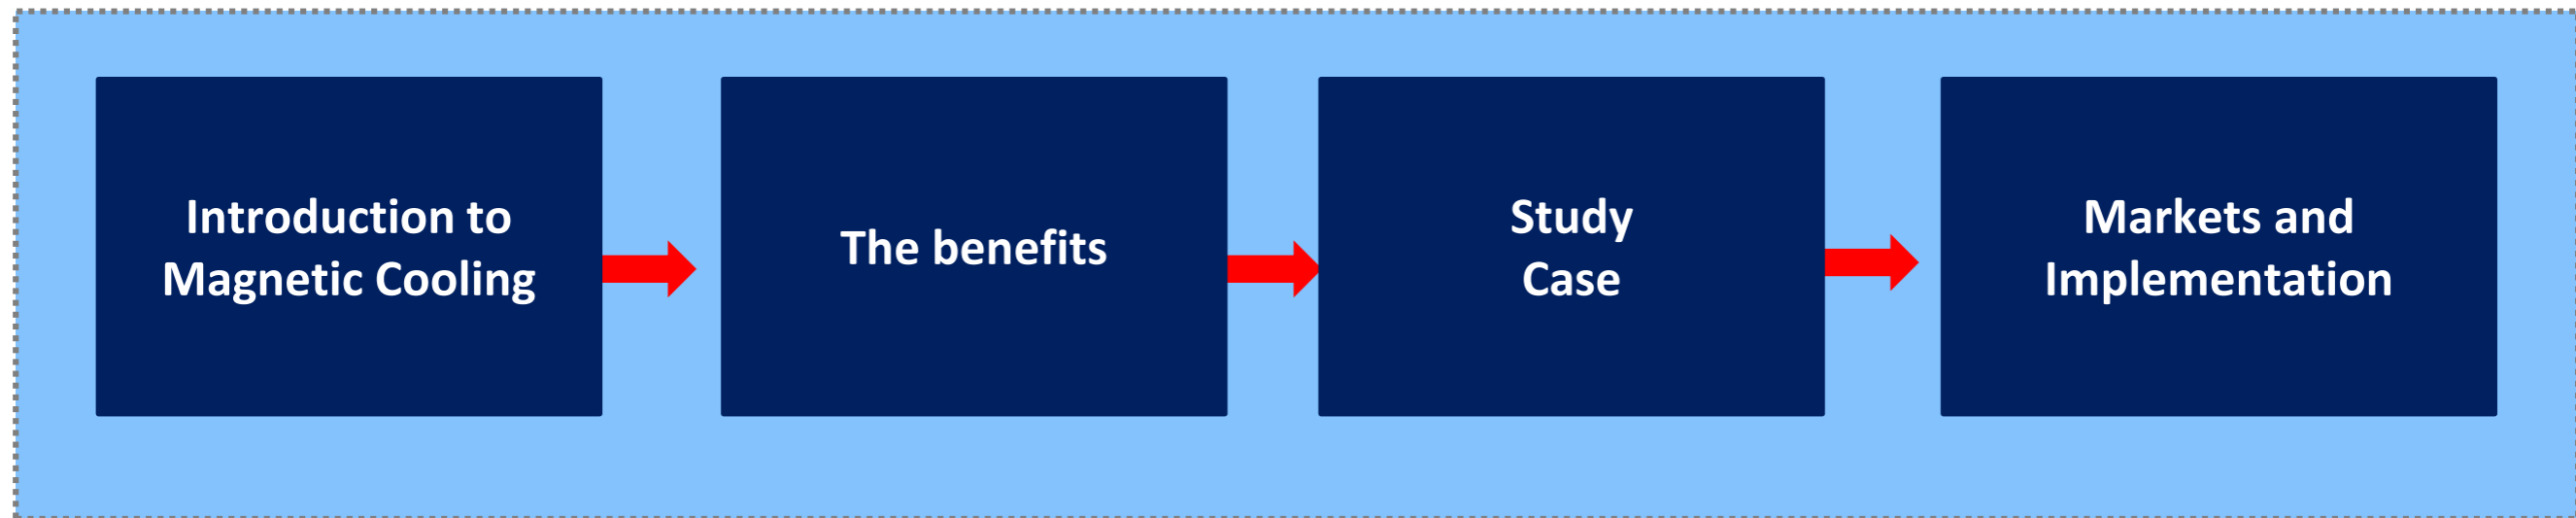 Introduction to
Magnetic Cooling
The benefits
Study
Case
Markets and
Implementation